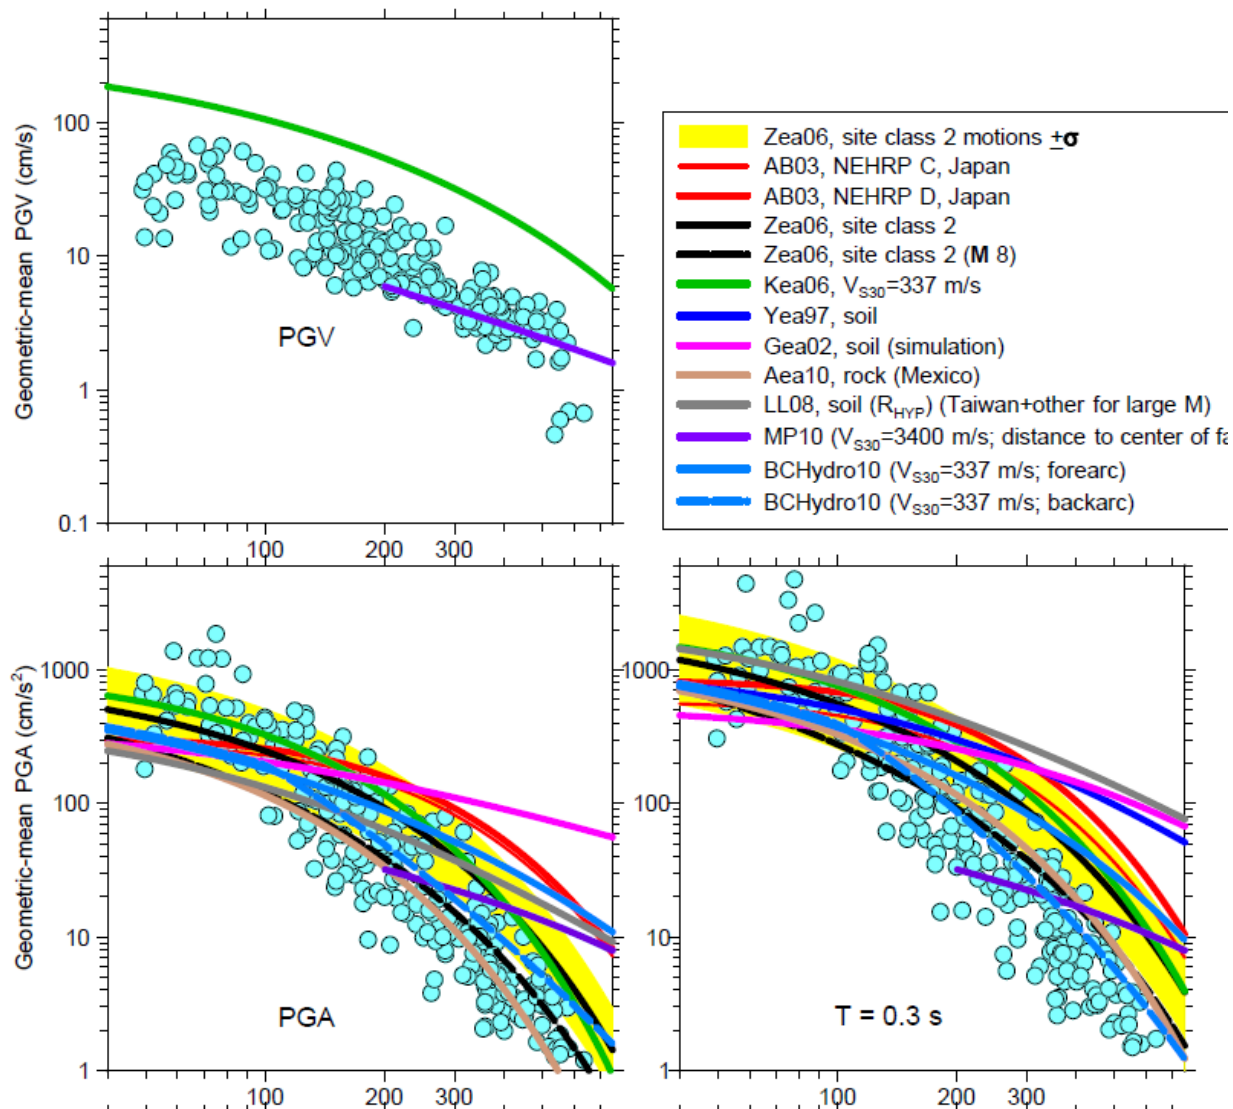 Geometric-mean PGV (cm/s)
100
10
1
0.1
PGV
100
200
300
Zea06, site class 2 motions ±σ
AB03, NEHRP C, Japan
AB03, NEHRP D, Japan
Zea06, site class 2
Zea06, site class 2 (M 8)
Kea06, VS30=337 m/s
Yea97, soil
Gea02, soil (simulation)
Aea10, rock (Mexico)
LL08, soil (RHYP) (Taiwan+other for large M)
MP10 (VS30=3400 m/s; distance to center of fa
BCHydro10 (VS30=337 m/s; forearc)
BCHydro10 (VS30=337 m/s; backarc)
Geometric-mean PGA (cm/s2)
1000
100
10
1
PGA
100
200
300
1000
100
10
1
T = 0.3 s
100
200
300